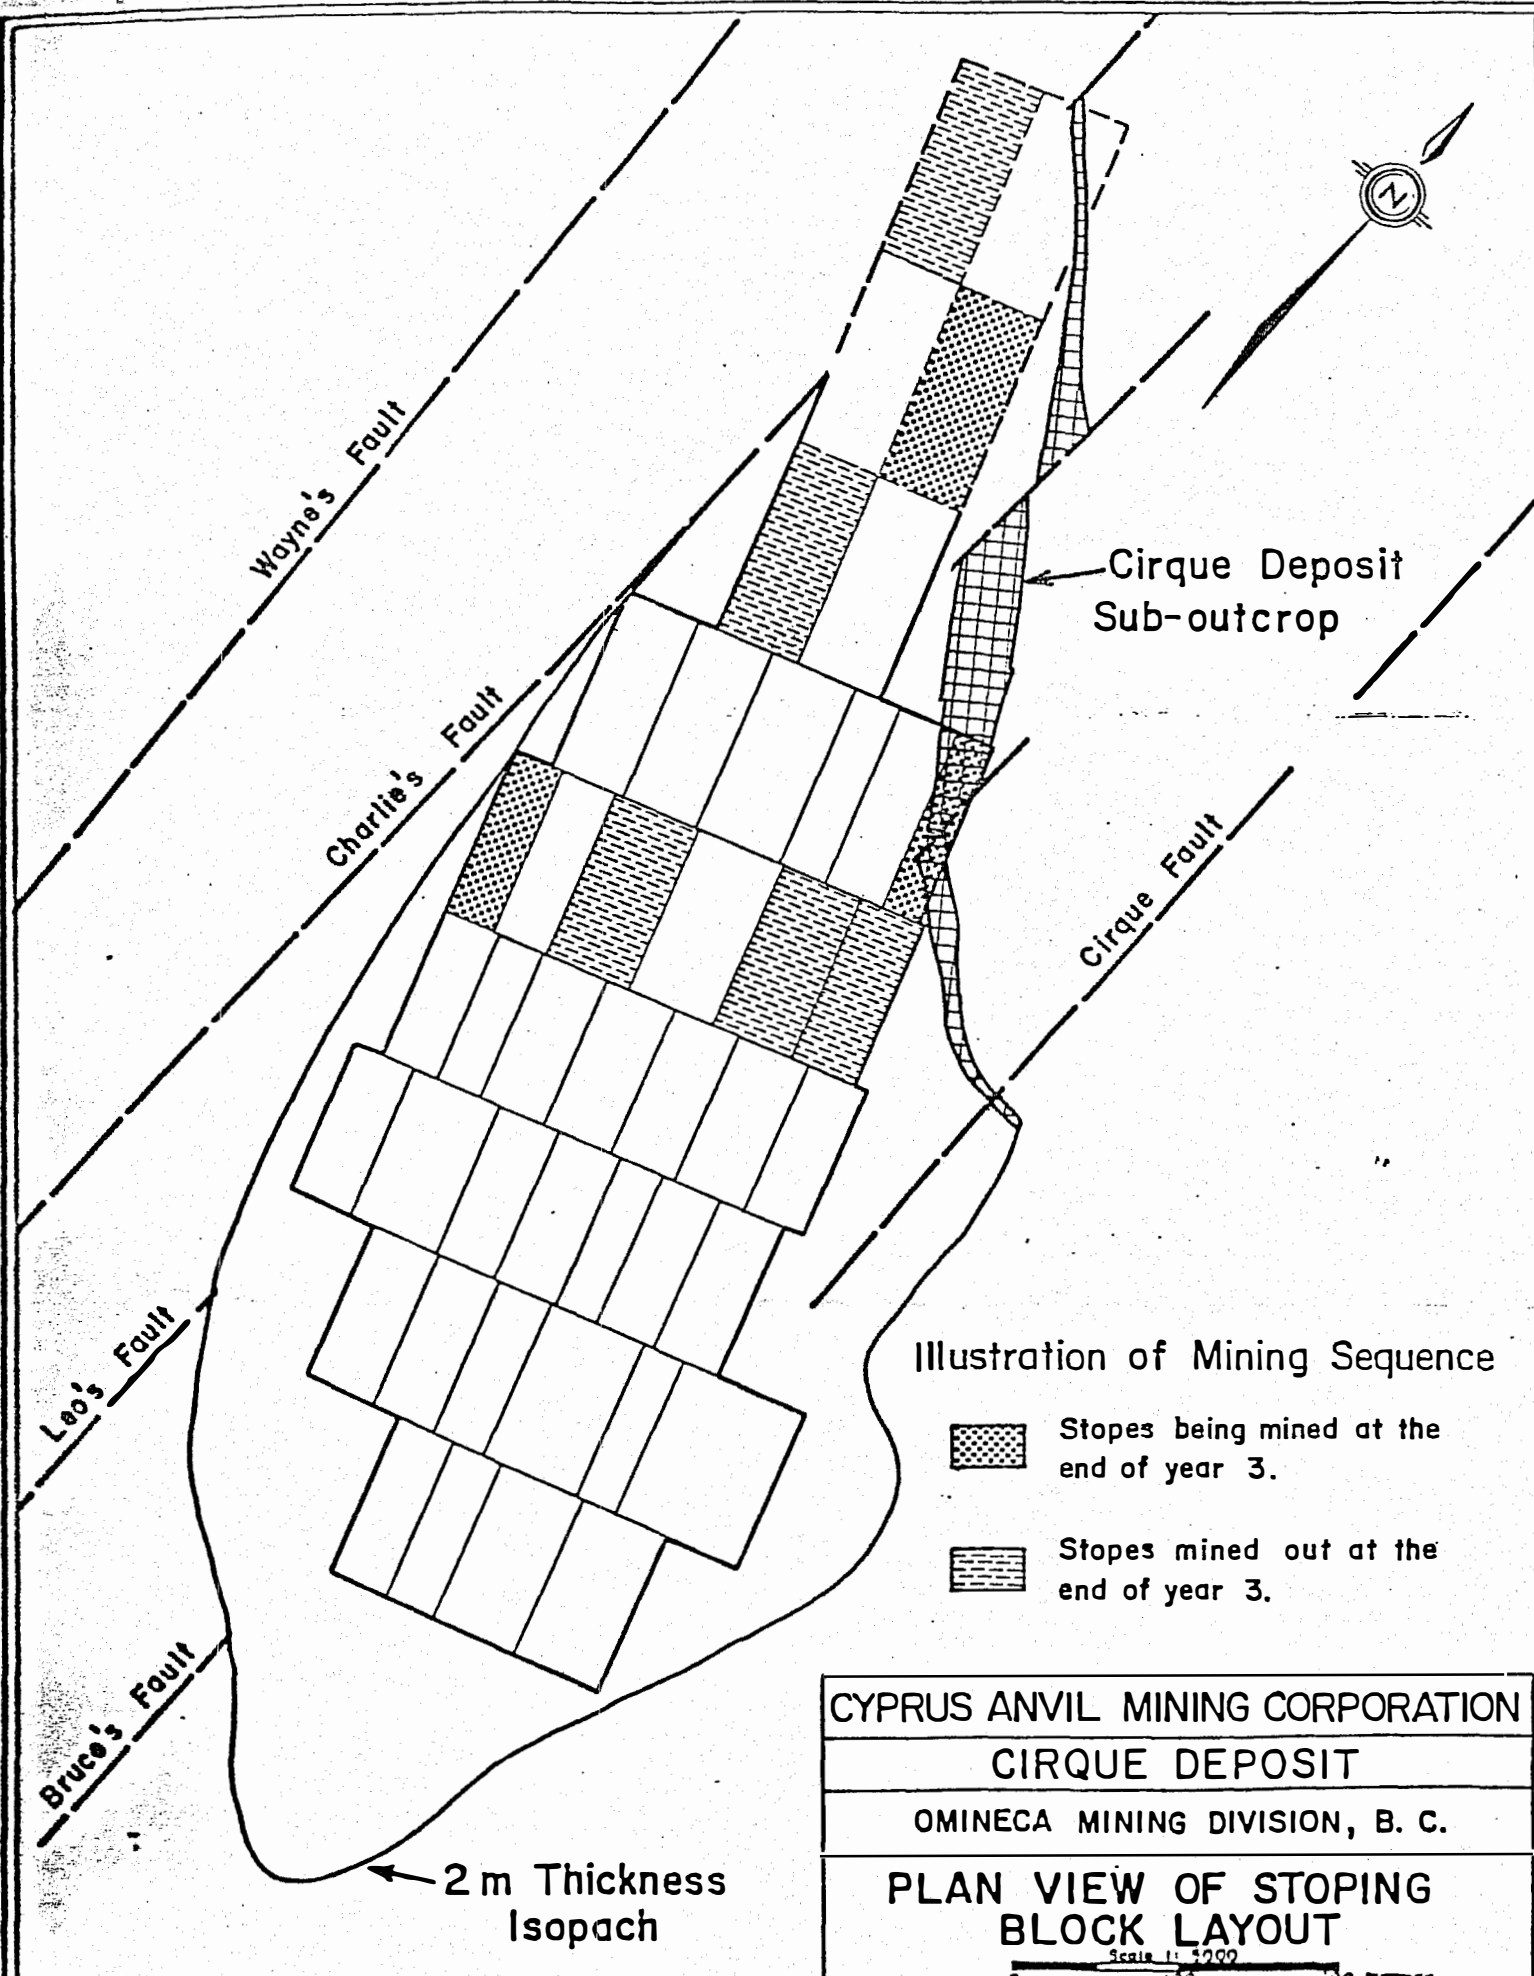 N
Wayne's Fault
Cirque Deposit
Sub-outcrop
Charlie's Fault
Cirque Fault
Leo's Fault
Illustration of Mining Sequence
Stopes being mined at the
end of year 3.
Stopes mined out at the
end of year 3.
Bruce's Fault
2 m Thickness
Isopach
CYPRUS ANVIL MINING CORPORATION
CIRQUE DEPOSIT
OMINECA MINING DIVISION, B. C.
PLAN VIEW OF STOPING
BLOCK LAYOUT
Scale 1: